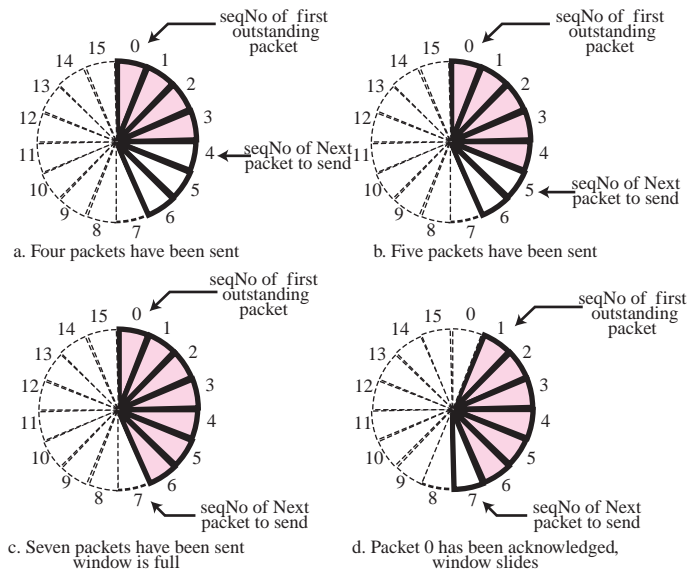 seqNo of first
outstanding
packet
0
1
2
3
4
5
6
7
8
9
10
11
12
13
14
15
seqNo of Next
packet to send
a. Four packets have been sent
seqNo of first
outstanding
packet
0
1
2
3
4
5
6
7
8
9
10
11
12
13
14
15
seqNo of Next
packet to send
b. Five packets have been sent
seqNo of first
outstanding
packet
0
1
2
3
4
5
6
7
8
9
10
11
12
13
14
15
seqNo of Next
packet to send
c. Seven packets have been sent
window is full
seqNo of first
outstanding
packet
0
1
2
3
4
5
6
7
8
9
10
11
12
13
14
15
seqNo of Next
packet to send
d. Packet 0 has been acknowledged,
window slides